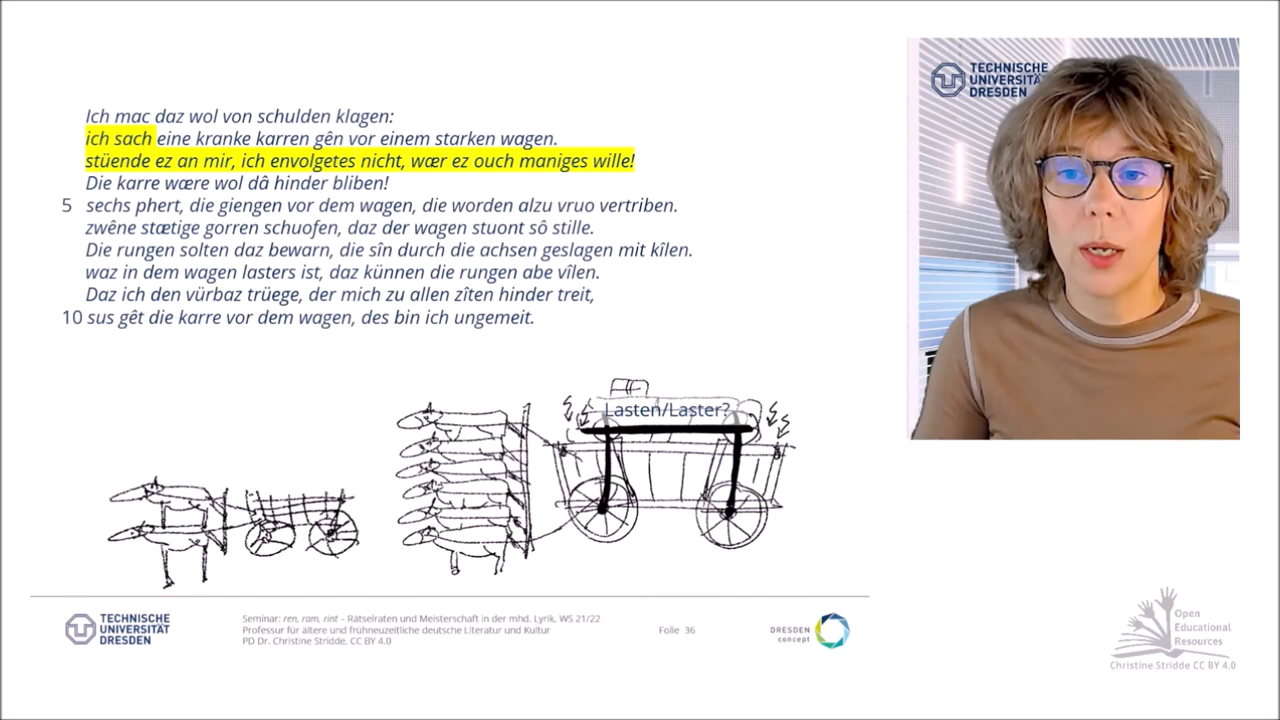 Ich mac daz wol von schulden klagen:
ich sach eine kranke karren gên vor einem starken wagen.
stüende ez an mir, ich envolgetes nicht, wær ez ouch maniges wille!
Die karre wære wol dâ hinder bliben!
5 sechs phert, die giengen vor dem wagen, die worden alzu vruo vertriben.
zwêne stætige gorren schuofen, daz der wagen stuont sô stille.
Die rungen solten daz bewarn, die sîn durch die achsen geslagen mit kîlen.
waz in dem wagen lasters ist, daz künnen die rungen abe vîlen.
Daz ich den vürbaz trüege, der mich zu allen zîten hinder treit,
10 sus gêt die karre vor dem wagen, des bin ich ungemeit.
Lasten/Laster?
TECHNISCHE
UNIVERSITÄT
DRESDEN
Seminar: ren, ram, rint – Rätselraten und Meisterschaft in der mhd. Lyrik, WS 21/22
Professur für ältere und frühneuzeitliche deutsche Literatur und Kultur
PD Dr. Christine Stridde, CC BY 4.0
Folie 36
DRESDEN
concept
TECHNISCHE
UNIVERSITÄ
DRESDEN
Open
Educational
Resources
Christine Stridde CC BY 4.0